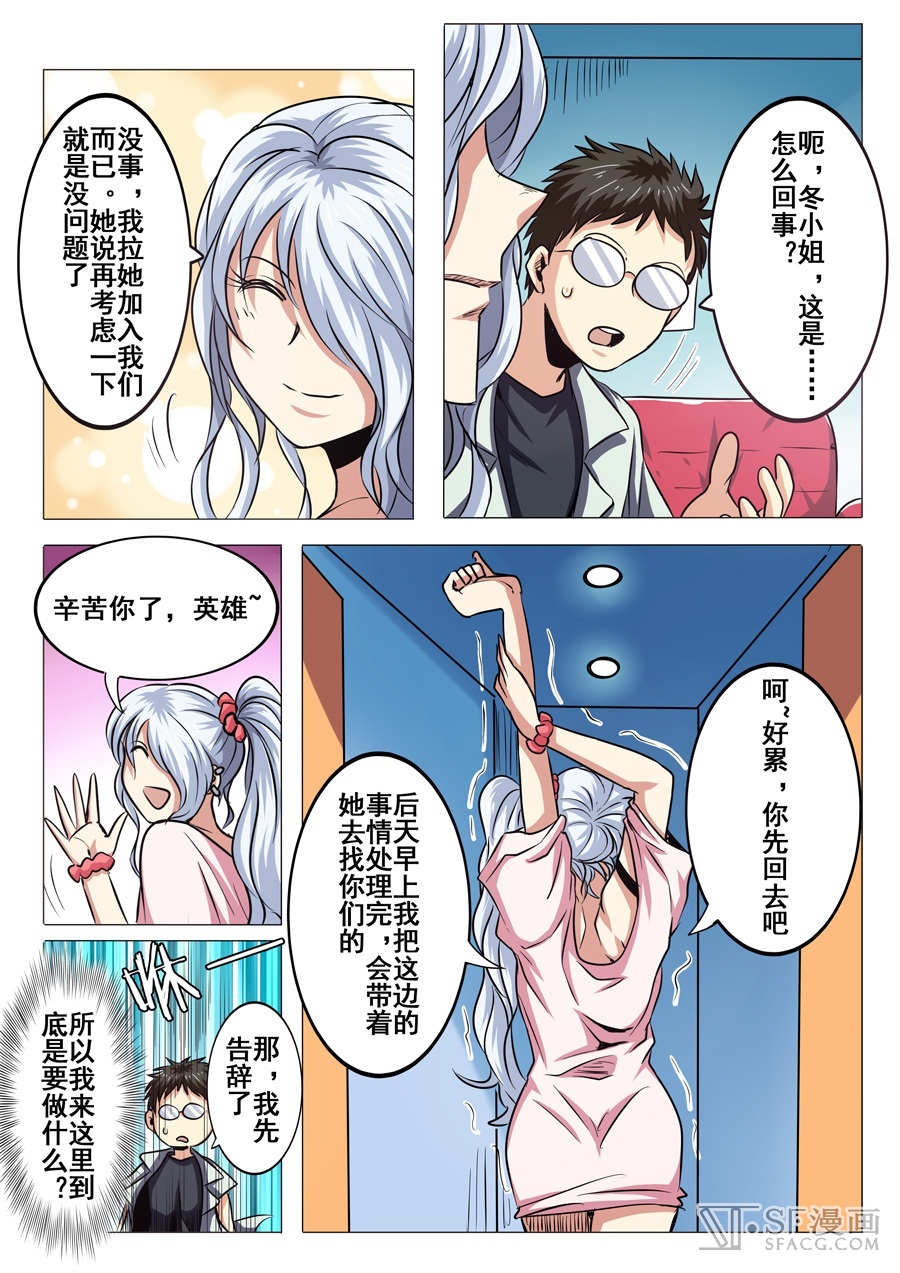 呃，冬小姐，这是……
怎么回事？
没事，我拉她加入我们
而已。她说再考虑一下
就是没问题了
呵~好累，你先回去吧
后天早上我把这边的
事情处理完，会带着
她去找你们的
辛苦你了，英雄~
那，我先
告辞了
所以我来这里到
底是要做什么？
SF漫画
SFACG.COM